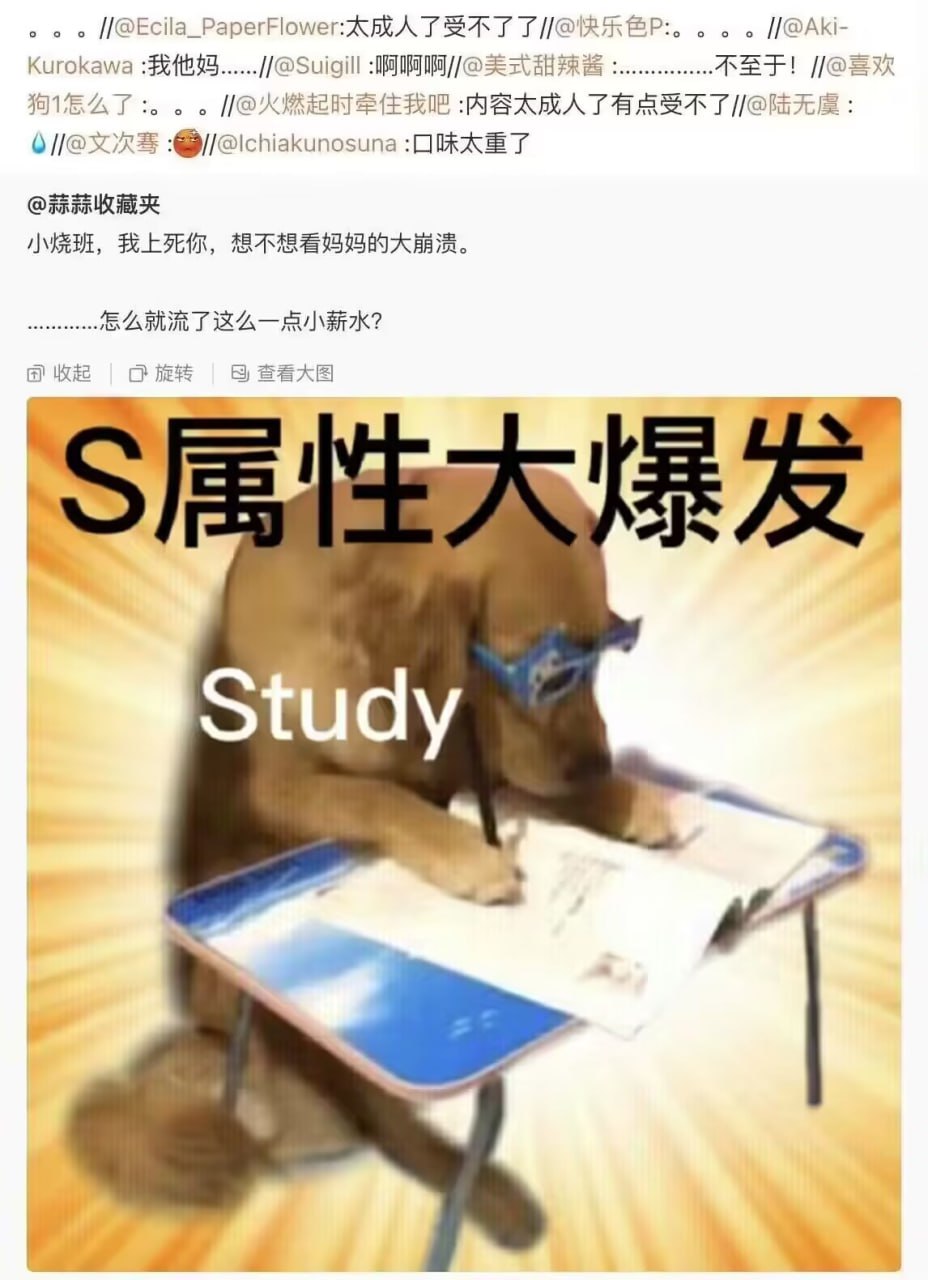 。。。//@Ecila_PaperFlower:太成人了受不了了//@快乐色P:。。。。//@Aki-
Kurokawa :我他妈……//@Suigill :啊啊啊//@美式甜辣酱 :……………不至于！//@喜欢
狗1怎么了 :。。。//@火燃起时牵住我吧 :内容太成人了有点受不了//@陆无虞 :
💧//@文次骞 :😡//@Ichiakunosuna :口味太重了
@蒜蒜收藏夹
小烧班，我上死你，想不想看妈妈的大崩溃。
…………怎么就流了这么一点小薪水?
收起 旋转 查看大图
S属性大爆发
Study